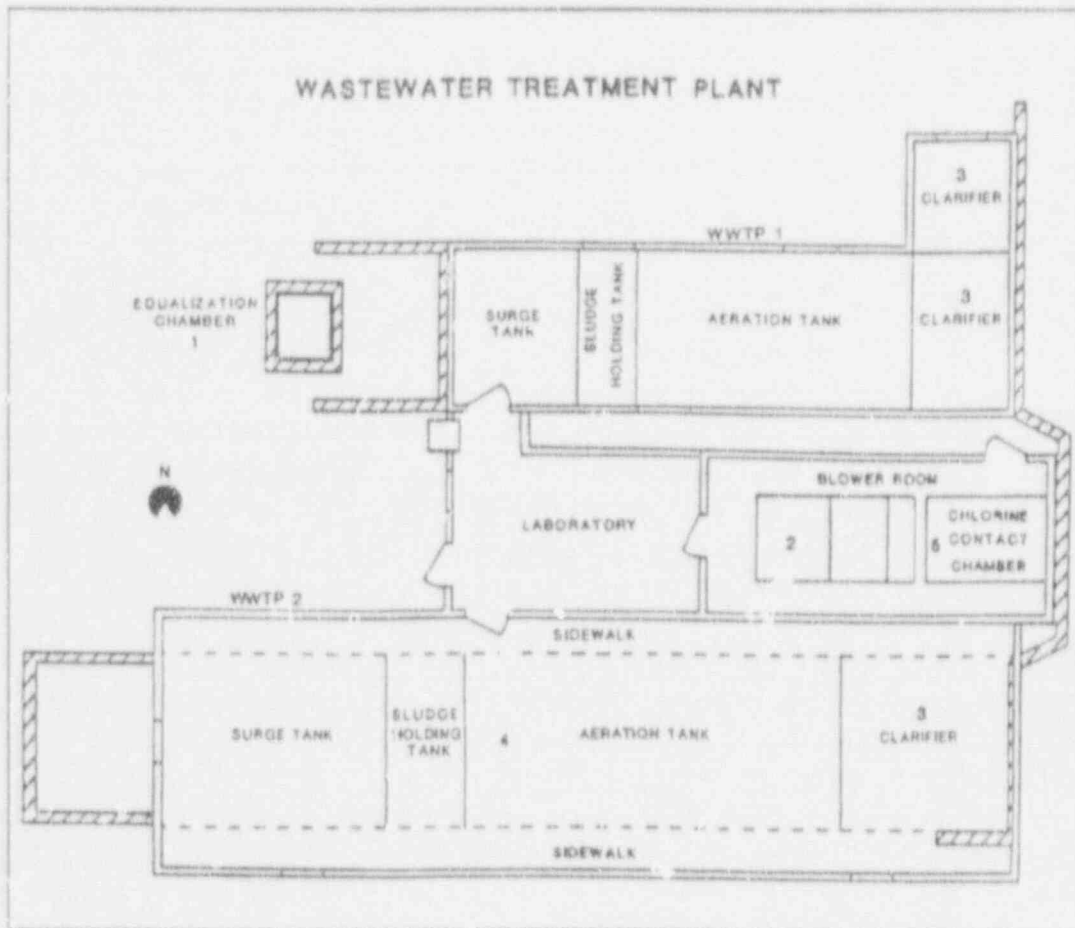 WASTEWATER TREATMENT PLANT
3
CLARIFIER
WWTP 1
EQUALIZATION
CHAMBER
1
SURGE
TANK
SLUDGE
HOLDING TANK
AERATION TANK
3
CLARIFIER
N
BLOWER ROOM
LABORATORY
2
5
CHLORINE
CONTACT
CHAMBER
WWTP 2
SIDEWALK
SURGE TANK
SLUDGE
HOLDING
TANK
4
AERATION TANK
3
CLARIFIER
SIDEWALK